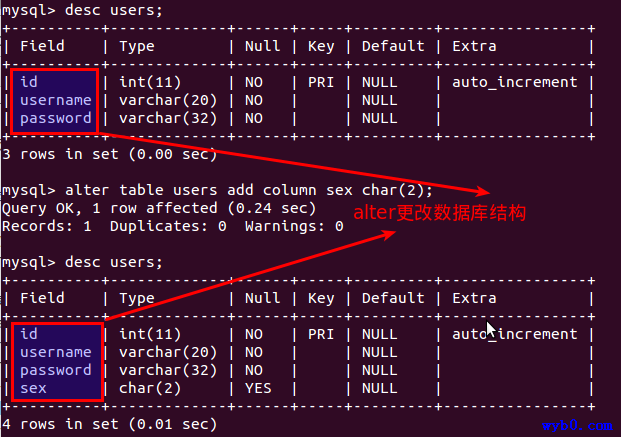 mysql> desc users;
+----------+-------------+------+-----+---------+----------------+
| Field    | Type        | Null | Key | Default | Extra          |
+----------+-------------+------+-----+---------+----------------+
| id       | int(11)     | NO   | PRI | NULL    | auto_increment |
| username | varchar(20) | NO   |     | NULL    |                |
| password | varchar(32) | NO   |     | NULL    |                |
+----------+-------------+------+-----+---------+----------------+
3 rows in set (0.00 sec)
mysql> alter table users add column sex char(2);
Query OK, 1 row affected (0.24 sec)
alter更改数据库结构
Records: 1  Duplicates: 0  Warnings: 0
mysql> desc users;
+----------+-------------+------+-----+---------+----------------+
| Field    | Type        | Null | Key | Default | Extra          |
+----------+-------------+------+-----+---------+----------------+
| id       | int(11)     | NO   | PRI | NULL    | auto_increment |
| username | varchar(20) | NO   |     | NULL    |                |
| password | varchar(32) | NO   |     | NULL    |                |
| sex      | char(2)     | YES  |     | NULL    |                |
+----------+-------------+------+-----+---------+----------------+
4 rows in set (0.01 sec)